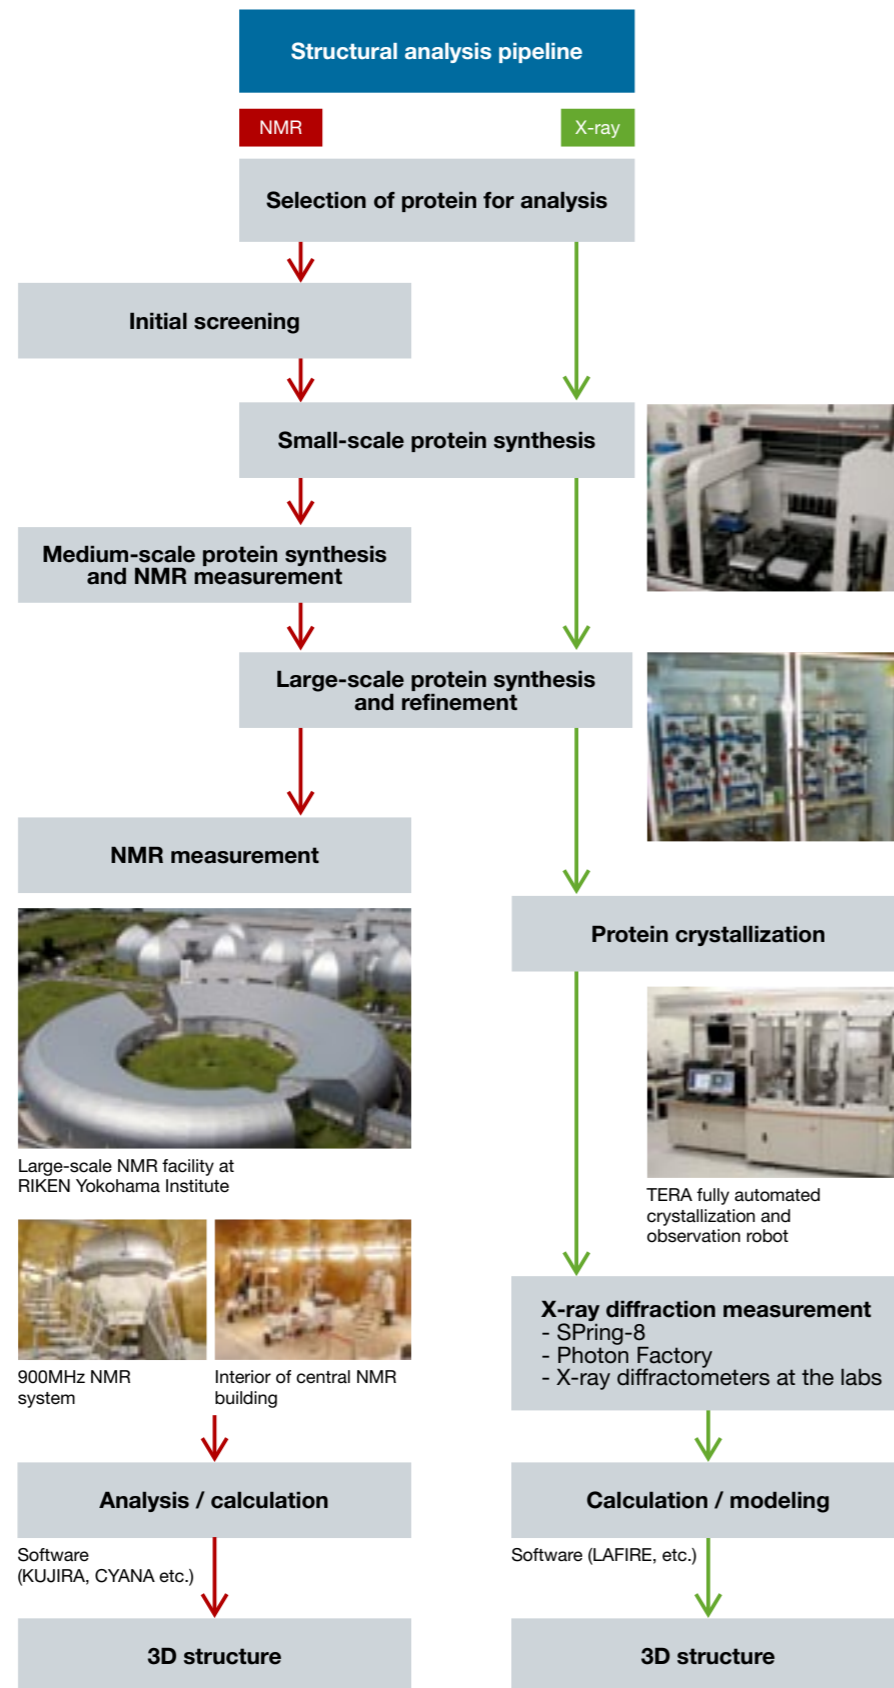 Structural analysis pipeline
NMR
X-ray
Selection of protein for analysis
Initial screening
Small-scale protein synthesis
Medium-scale protein synthesis
and NMR measurement
Large-scale protein synthesis
and refinement
NMR measurement
Protein crystallization
Large-scale NMR facility at
RIKEN Yokohama Institute
TERA fully automated
crystallization and
observation robot
900MHz NMR
system
Interior of central NMR
building
X-ray diffraction measurement
- SPring-8
- Photon Factory
- X-ray diffractometers at the labs
Analysis / calculation
Calculation / modeling
Software
(KUJIRA, CYANA etc.)
Software (LAFIRE, etc.)
3D structure
3D structure